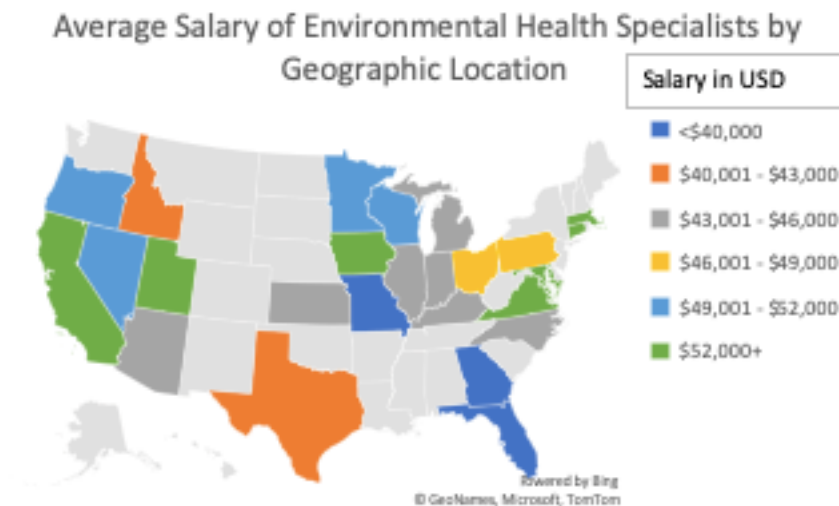 Average Salary of Environmental Health Specialists by
Geographic Location
Salary in USD
<$40,000
$40,001 - $43,000
$43,001 - $46,000
$46,001 - $49,000
$49,001 - $52,000
$52,000+
Powered by Bing
© GeoNames, Microsoft, TomTom